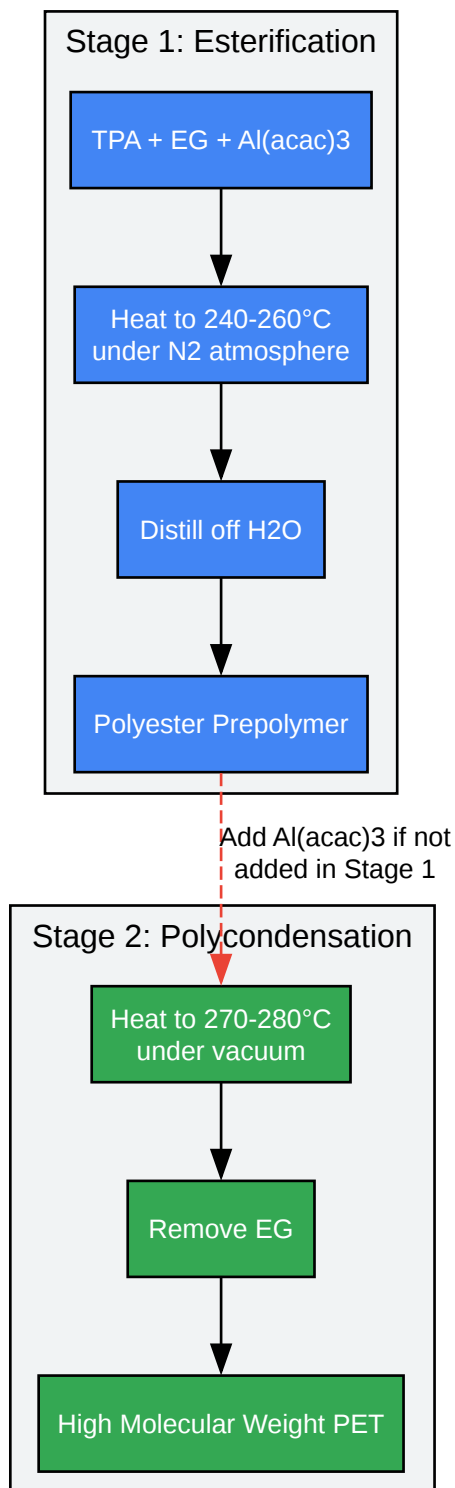 Stage 1: Esterification
TPA + EG + Al(acac)3
Heat to 240-260°C
under N2 atmosphere
Distill off H2O
Polyester Prepolymer
Add Al(acac)3 if not
added in Stage 1
Stage 2: Polycondensation
Heat to 270-280°C
under vacuum
Remove EG
High Molecular Weight PET